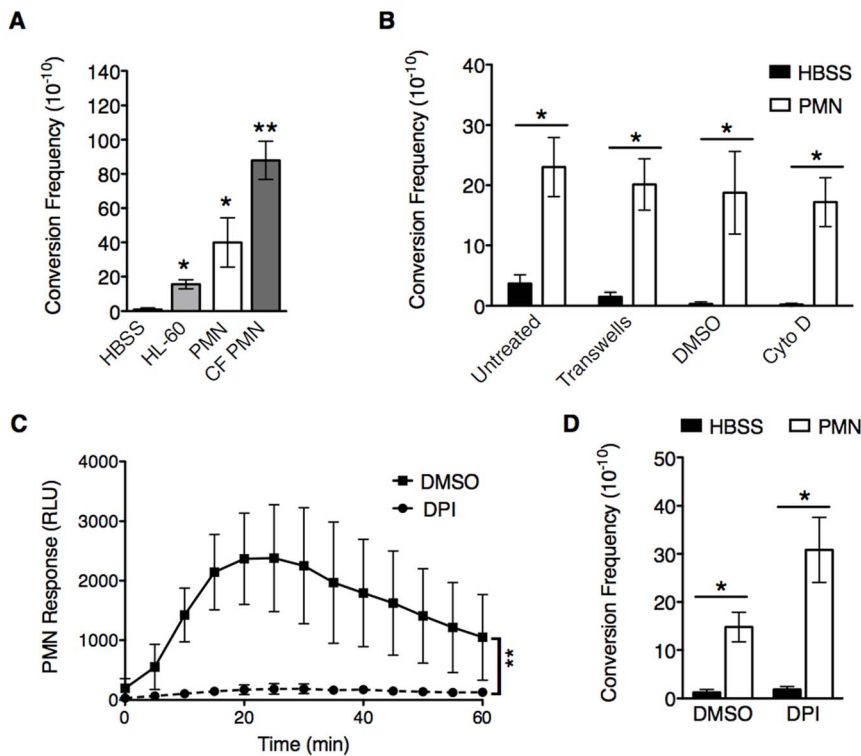 A
Conversion Frequency (10-10)
140
120
100
80
60
40
20
0
*
*
**
HBSS
HL-60
PMN
CF PMN
B
Conversion Frequency (10-10)
40
30
20
10
0
HBSS
PMN
*
*
*
*
Untreated
Transwells
DMSO
Cyto D
C
PMN Response (RLU)
4000
3000
2000
1000
0
DMSO
DPI
**
0
20
40
60
Time (min)
D
HBSS
PMN
Conversion Frequency (10-10)
50
40
30
20
10
0
*
*
DMSO
DPI